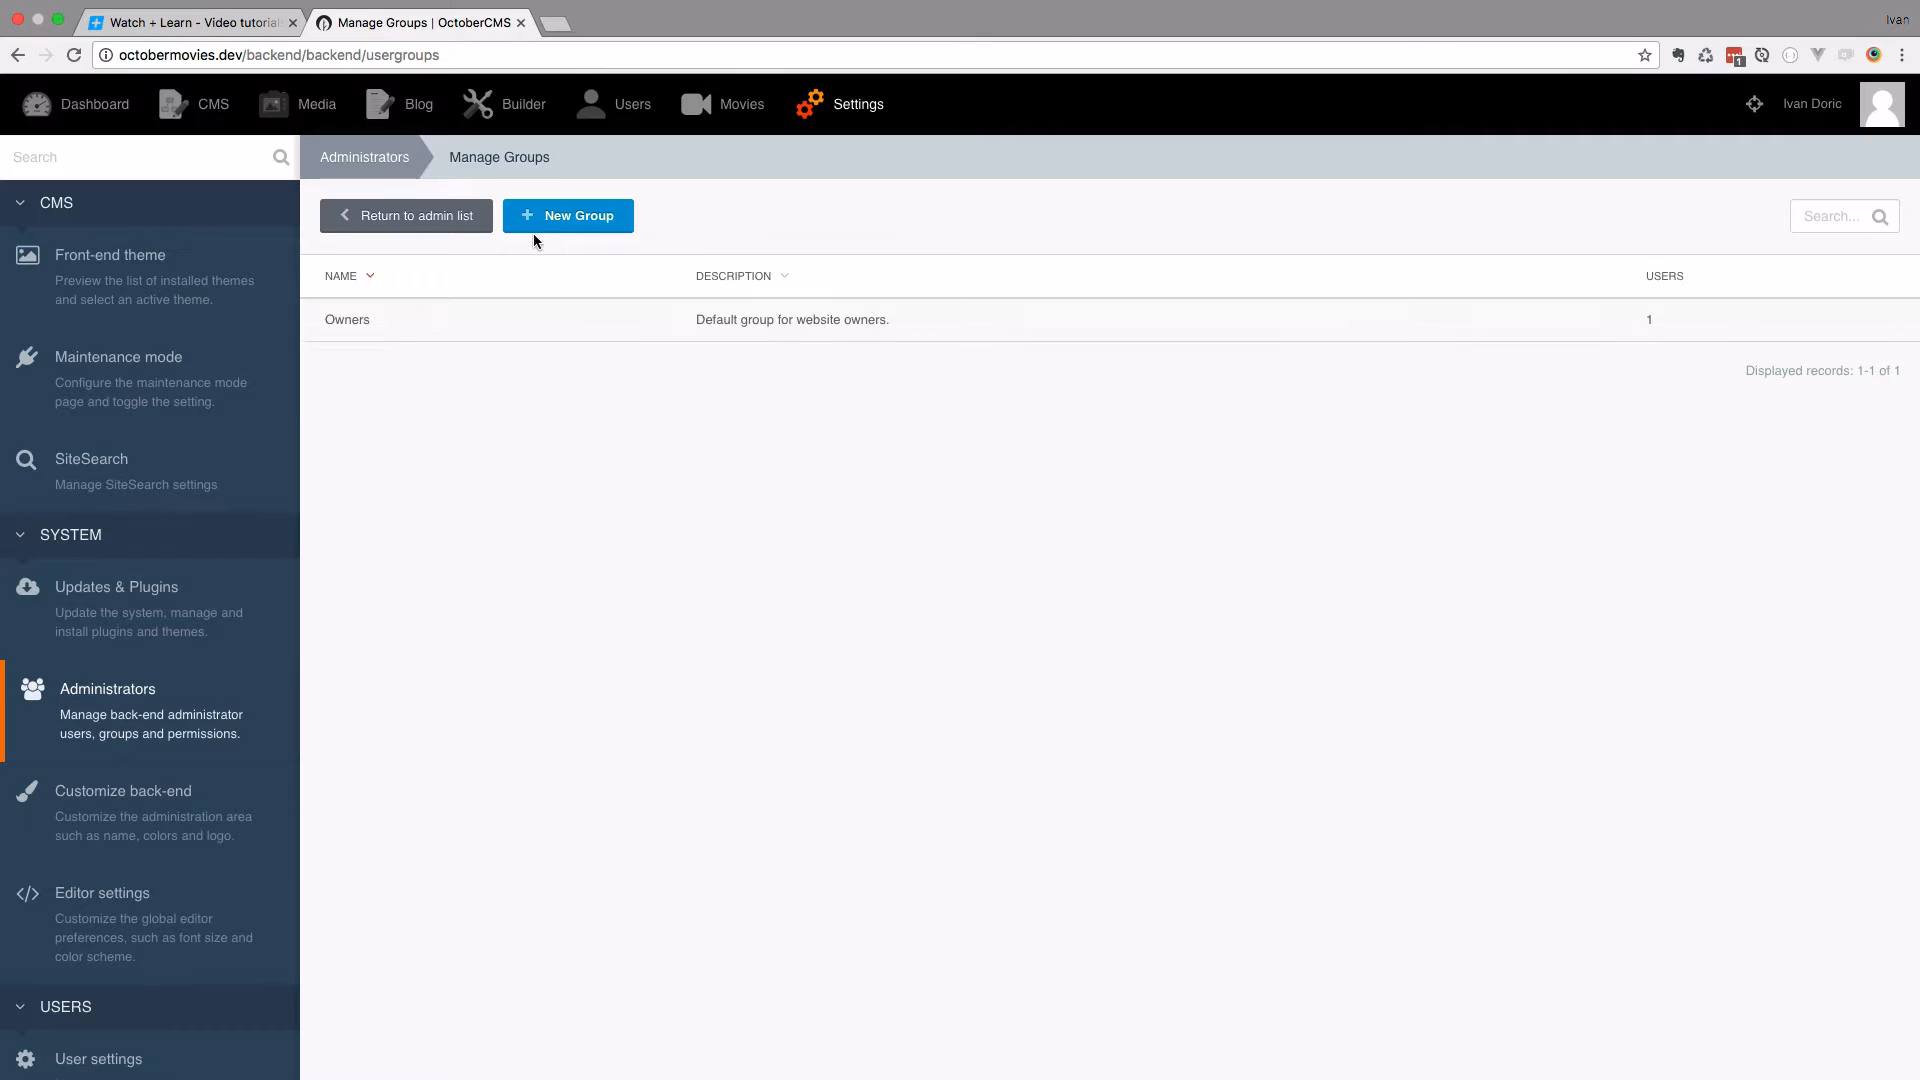 Watch + Learn - Video tutorial
Manage Groups | OctoberCMS
Ivan
octobermovies.dev/backend/backend/usergroups
1
Dashboard
CMS
Media
Blog
Builder
Users
Movies
Settings
Ivan Doric
Search
Administrators
Manage Groups
CMS
Return to admin list
New Group
Search...
Front-end theme
Preview the list of installed themes
and select an active theme.
NAME
DESCRIPTION
USERS
Owners
Default group for website owners.
1
Displayed records: 1-1 of 1
Maintenance mode
Configure the maintenance mode
page and toggle the setting.
SiteSearch
Manage SiteSearch settings
SYSTEM
Updates & Plugins
Update the system, manage and
install plugins and themes.
Administrators
Manage back-end administrator
users, groups and permissions.
Customize back-end
Customize the administration area
such as name, colors and logo.
Editor settings
Customize the global editor
preferences, such as font size and
color scheme.
USERS
User settings